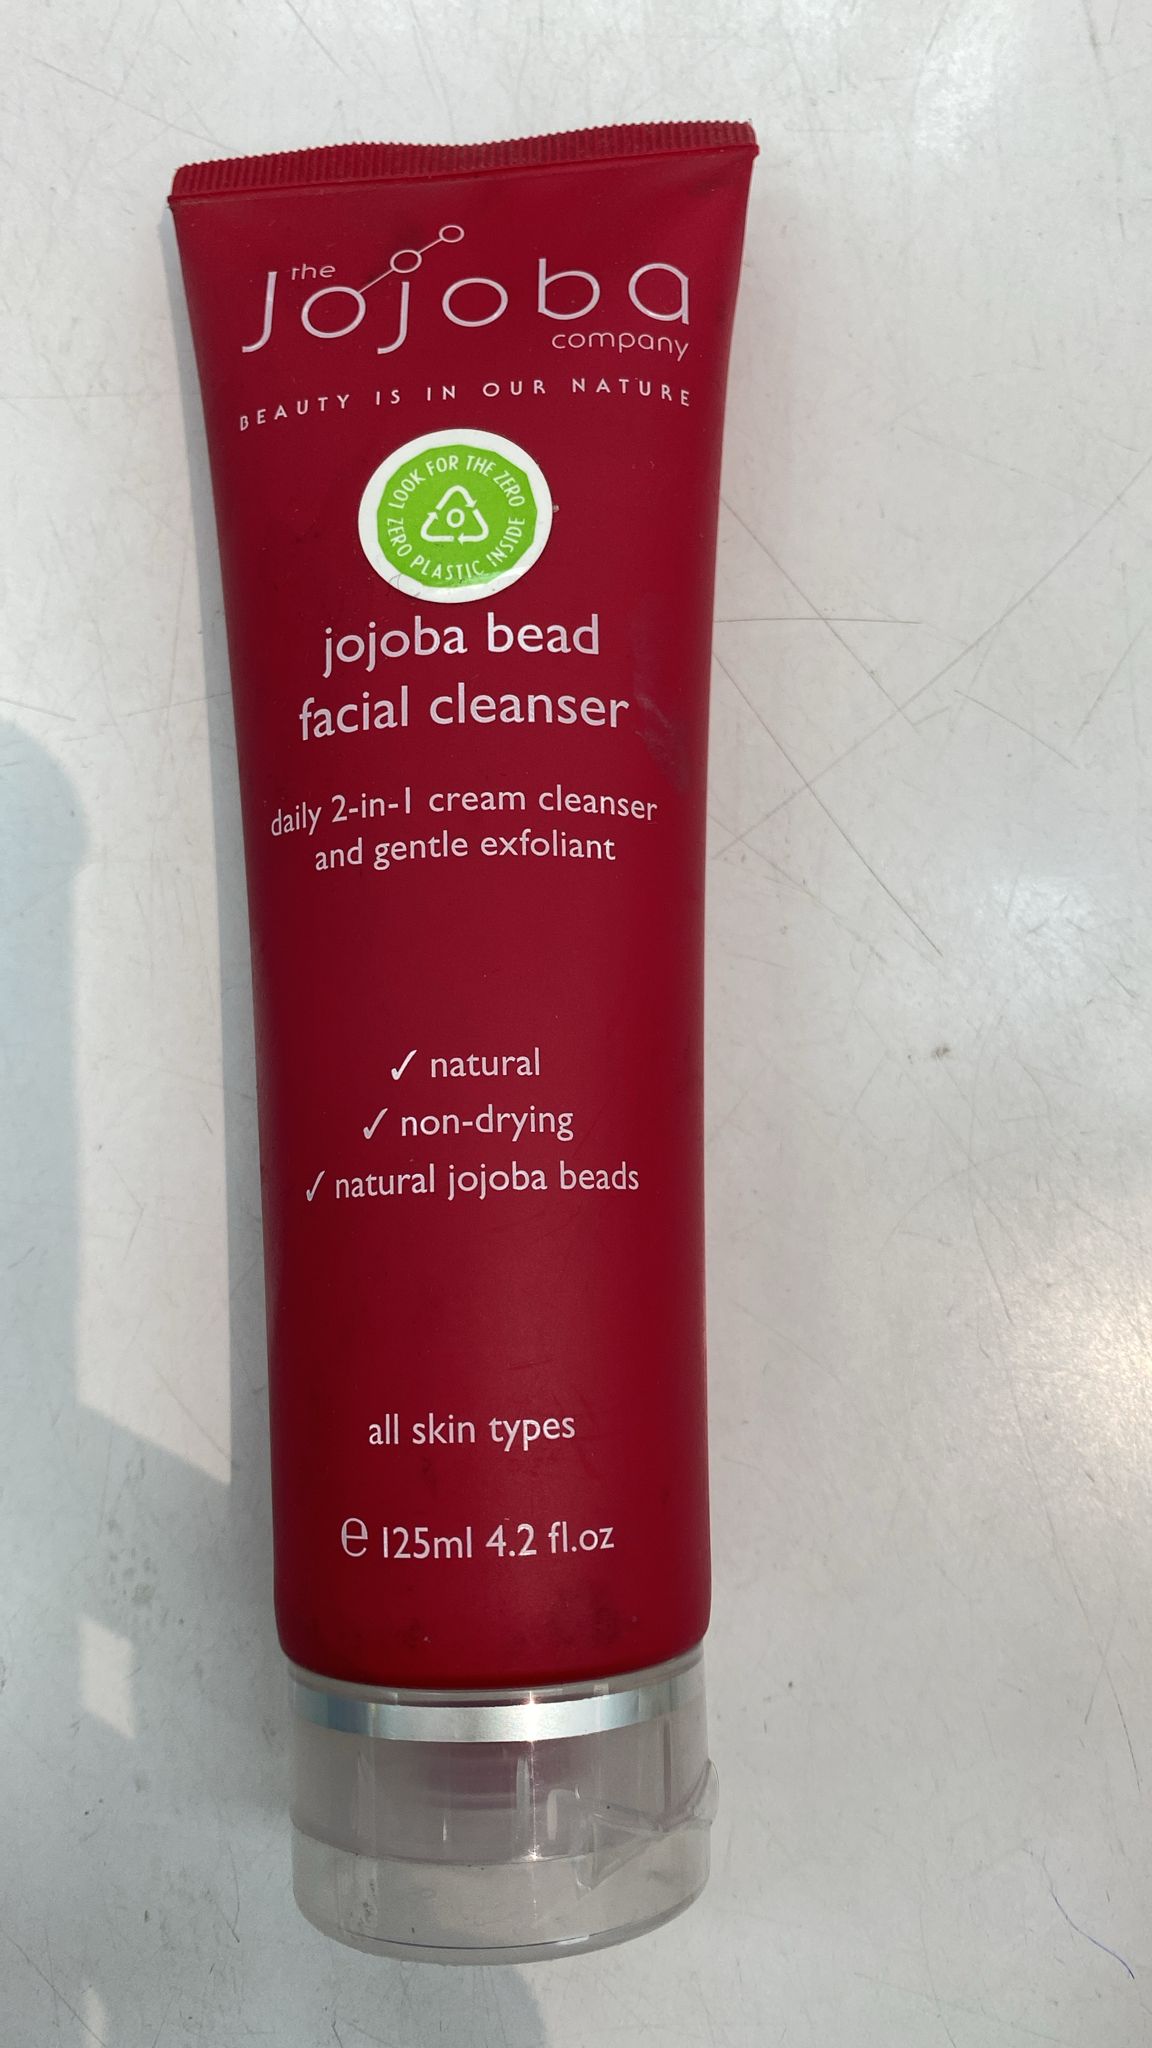 the
Jojoba
company
BEAUTY IS IN OUR NATURE
LOOK FOR THE ZERO
0
ZERO PLASTIC INSIDE
jojoba bead
facial cleanser
daily 2-in-1 cream cleanser
and gentle exfoliant
✓ natural
✓ non-drying
✓ natural jojoba beads
all skin types
℮ 125ml 4.2 fl.oz